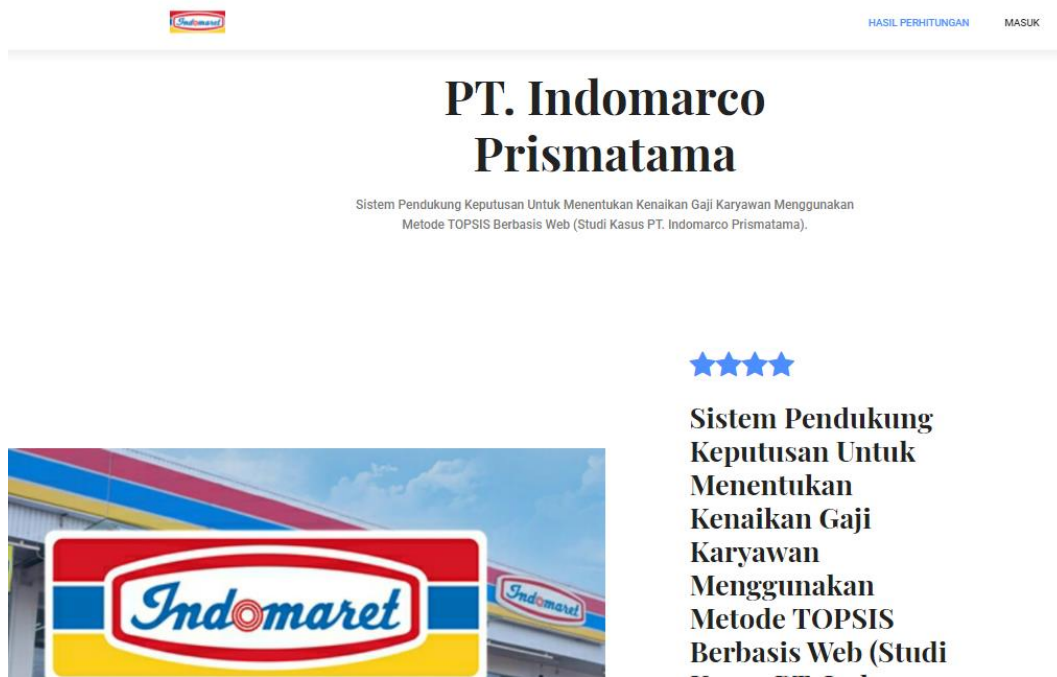 Indomaret
HASIL PERHITUNGAN
MASUK
PT. Indomarco
Prismatama
Sistem Pendukung Keputusan Untuk Menentukan Kenaikan Gaji Karyawan Menggunakan
Metode TOPSIS Berbasis Web (Studi Kasus PT. Indomarco Prismatama).
Sistem Pendukung
Keputusan Untuk
Menentukan
Kenaikan Gaji
Karyawan
Menggunakan
Metode TOPSIS
Berbasis Web (Studi
Indomaret
Indomaret